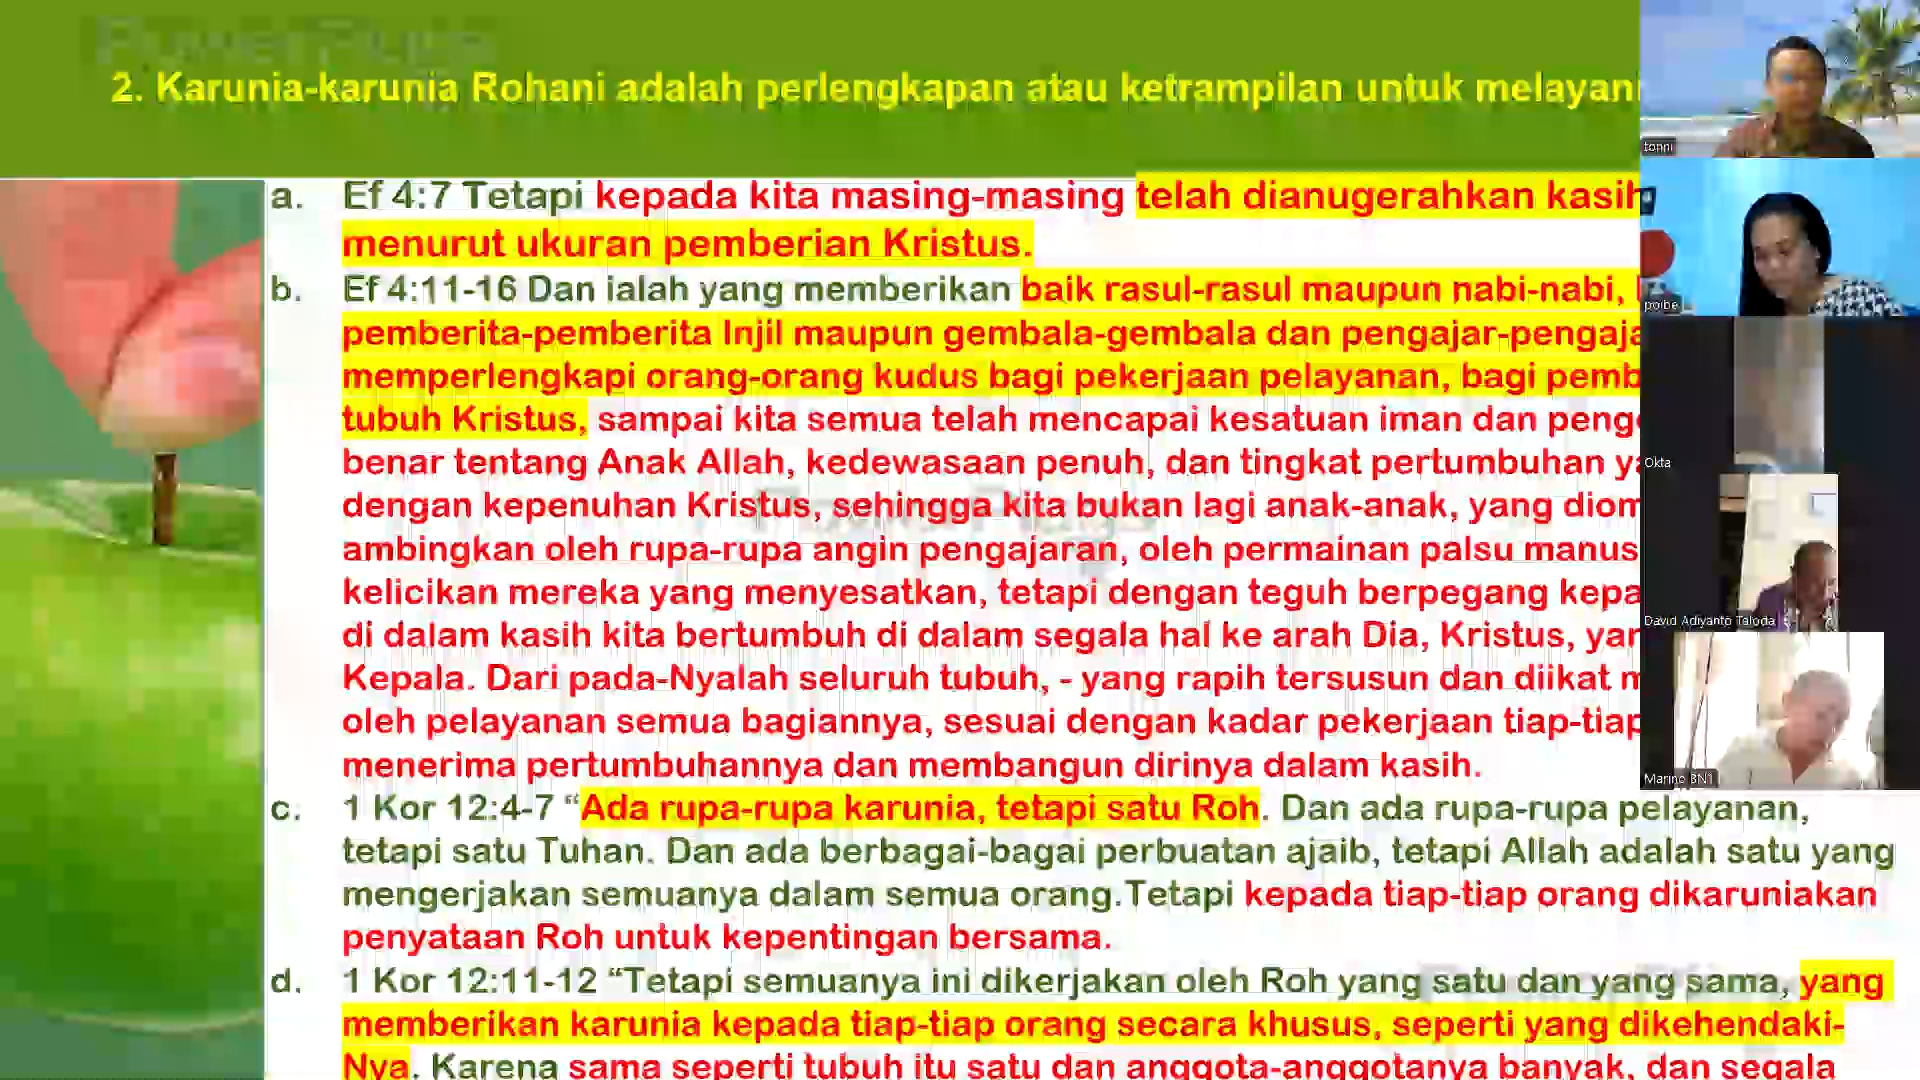 2. Karunia-karunia Rohani adalah perlengkapan atau ketrampilan untuk melayani
a. Ef 4:7 Tetapi kepada kita masing-masing telah dianugerahkan kasih
menurut ukuran pemberian Kristus.
b. Ef 4:11-16 Dan ialah yang memberikan baik rasul-rasul maupun nabi-nabi,
pemberita-pemberita Injil maupun gembala-gembala dan pengajar-pengaja
memperlengkapi orang-orang kudus bagi pekerjaan pelayanan, bagi pemb
tubuh Kristus, sampai kita semua telah mencapai kesatuan iman dan peng
benar tentang Anak Allah, kedewasaan penuh, dan tingkat pertumbuhan y
dengan kepenuhan Kristus, sehingga kita bukan lagi anak-anak, yang diom
ambingkan oleh rupa-rupa angin pengajaran, oleh permainan palsu manus
kelicikan mereka yang menyesatkan, tetapi dengan teguh berpegang kepa
di dalam kasih kita bertumbuh di dalam segala hal ke arah Dia, Kristus, yan
Kepala. Dari pada-Nyalah seluruh tubuh, - yang rapih tersusun dan diikat m
oleh pelayanan semua bagiannya, sesuai dengan kadar pekerjaan tiap-tiap
menerima pertumbuhannya dan membangun dirinya dalam kasih.
c. 1 Kor 12:4-7 “Ada rupa-rupa karunia, tetapi satu Roh. Dan ada rupa-rupa pelayanan,
tetapi satu Tuhan. Dan ada berbagai-bagai perbuatan ajaib, tetapi Allah adalah satu yang
mengerjakan semuanya dalam semua orang.Tetapi kepada tiap-tiap orang dikaruniakan
penyataan Roh untuk kepentingan bersama.
d. 1 Kor 12:11-12 “Tetapi semuanya ini dikerjakan oleh Roh yang satu dan yang sama, yang
memberikan karunia kepada tiap-tiap orang secara khusus, seperti yang dikehendaki-
Nya. Karena sama seperti tubuh itu satu dan anggota-anggotanya banyak, dan segala
tonni
poibe
Okta
David Adiyanto Taloda
Marino BN1